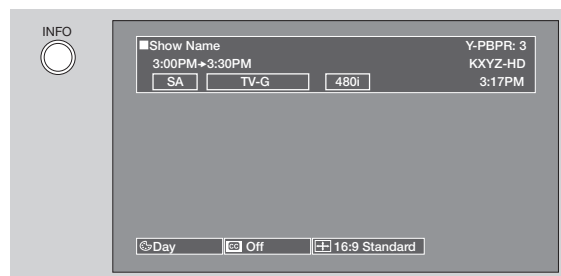 INFO
■Show Name Y-PBPR: 3
3:00PM→3:30PM KXYZ-HD
SA TV-G 480i 3:17PM
Day CC Off 16:9 Standard